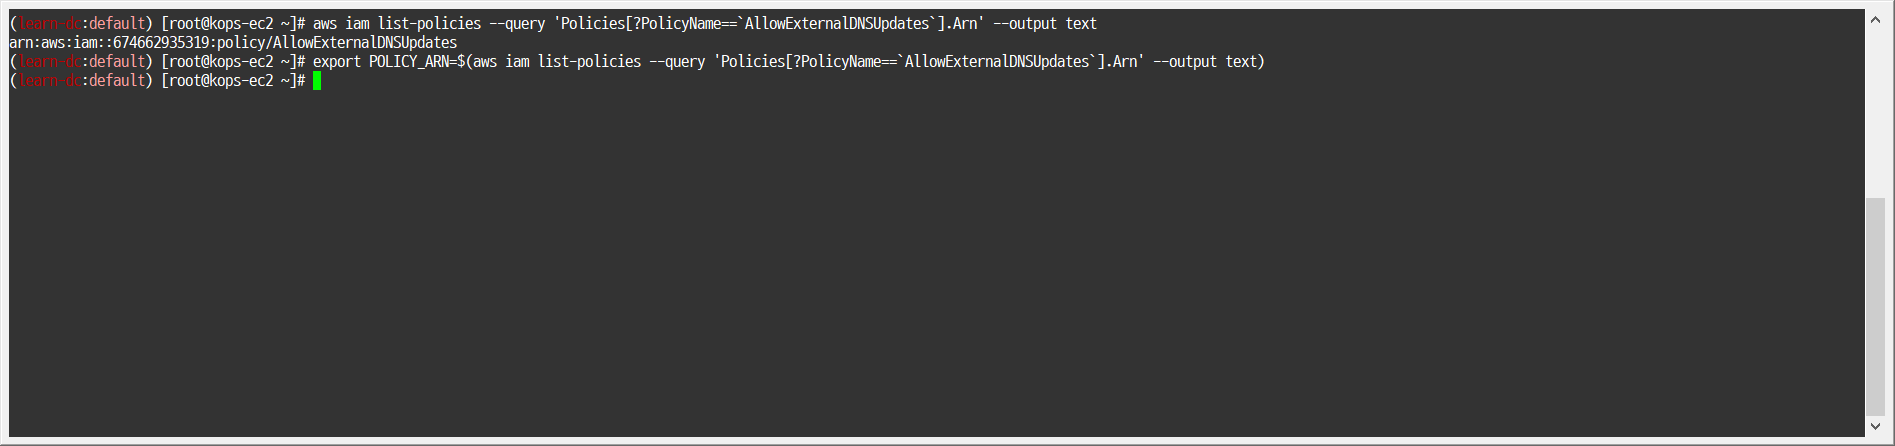 (learn-dc:default) [root@kops-ec2 ~]# aws iam list-policies --query 'Policies[?PolicyName==`AllowExternalDNSUpdates`].Arn' --output text
arn:aws:iam::674662935319:policy/AllowExternalDNSUpdates
(learn-dc:default) [root@kops-ec2 ~]# export POLICY_ARN=$(aws iam list-policies --query 'Policies[?PolicyName==`AllowExternalDNSUpdates`].Arn' --output text)
(learn-dc:default) [root@kops-ec2 ~]#